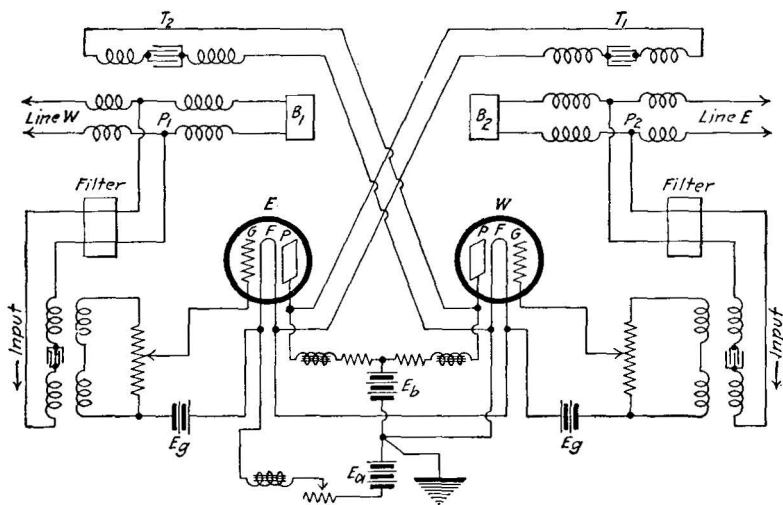 T2 T1
B1 B2
Line W P1 P2 Line E
Filter Filter
E W
G F P P F G
Input Input
Eb
Eg Eg
Ea